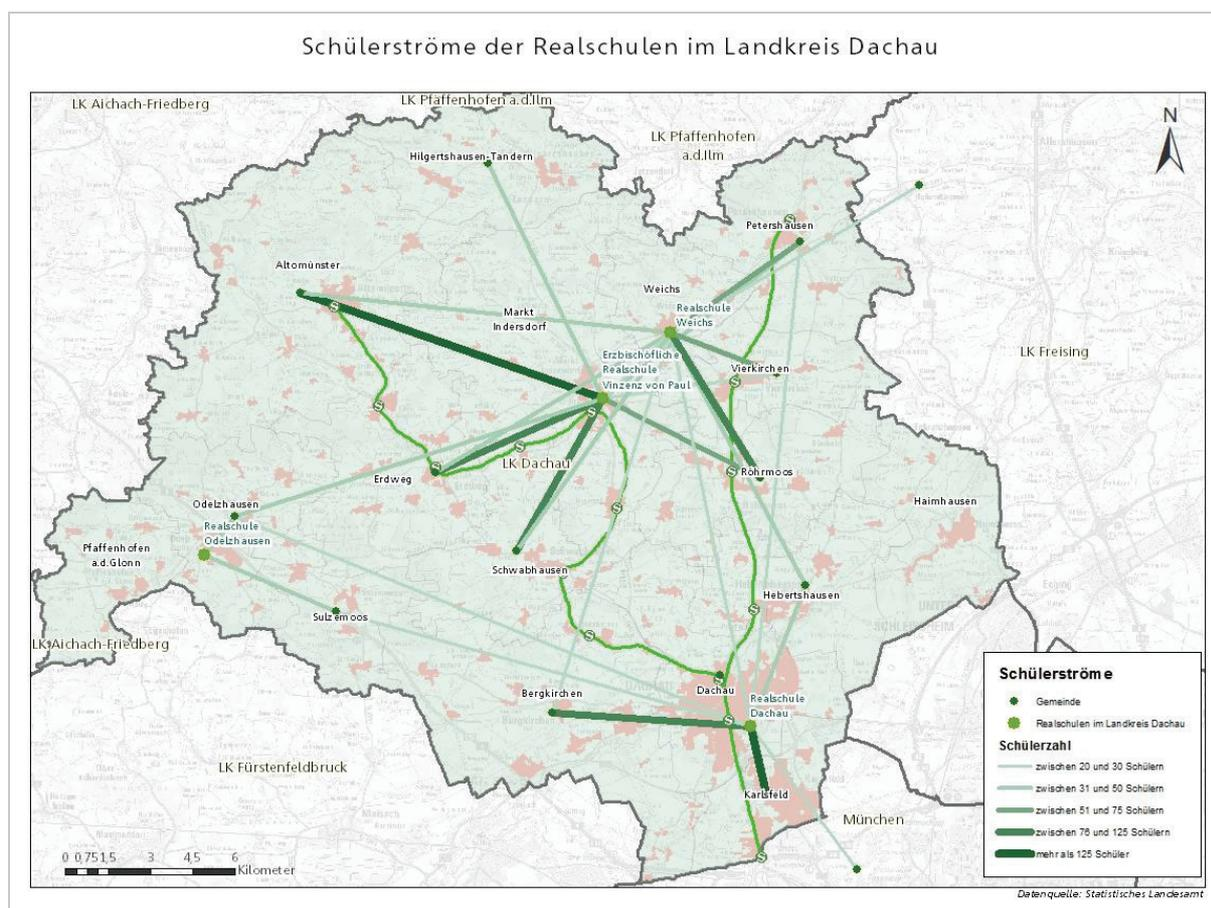 Schülerströme der Realschulen im Landkreis Dachau
LK Aichach-Friedberg
LK Pfaffenhofen a.d.Ilm
LK Pfaffenhofen
a.d.Ilm
N
Hilgertshausen-Tandern
Petershausen
Altomünster
Weichs
Realschule
Weichs
Markt
Indersdorf
LK Freising
Erzbischöfliche
Realschule
Vinzenz von Paul
Vierkirchen
LK Dachau
Erdweg
Röhrmoos
Odelzhausen
Realschule
Odelzhausen
Haimhausen
Pfaffenhofen
a.d.Glonn
Schwabhausen
Hebertshausen
Sulzemoos
LK Aichach-Friedberg
Bergkirchen
Dachau
Realschule
Dachau
LK Fürstenfeldbruck
Karlsfeld
München
Schülerströme
Gemeinde
Realschulen im Landkreis Dachau
Schülerzahl
zwischen 20 und 30 Schülern
zwischen 31 und 50 Schülern
zwischen 51 und 75 Schülern
zwischen 76 und 125 Schülern
mehr als 125 Schüler
0 0,75 1,5 3 4,5 6
Kilometer
Datenquelle: Statistisches Landesamt